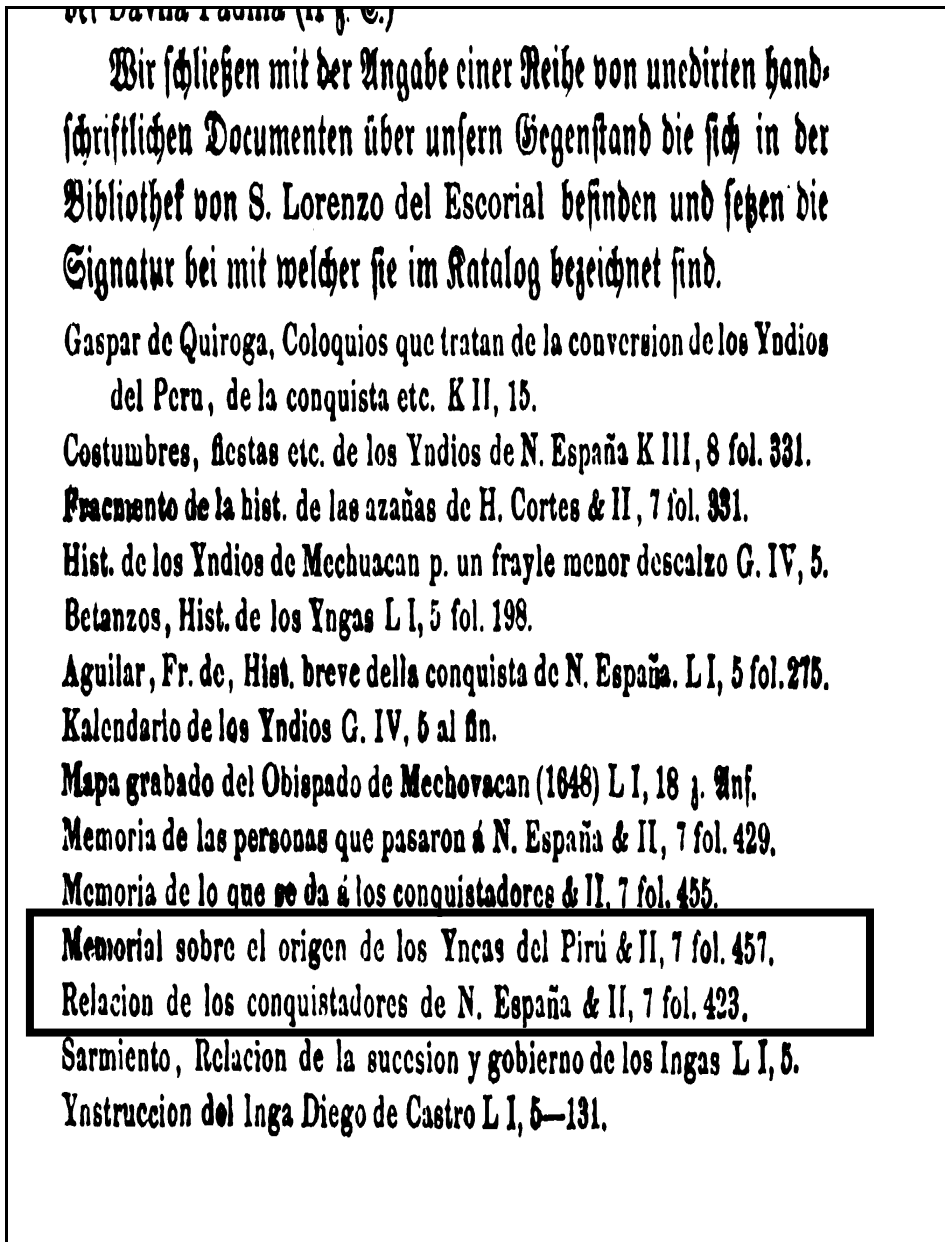 Wir schließen mit der Angabe einer Reihe von unedirten hand-
schriftlichen Documenten über unsern Gegenstand die sich in der
Bibliothek von S. Lorenzo del Escorial befinden und setzen die
Signatur bei mit welcher sie im Katalog bezeichnet sind.
Gaspar de Quiroga, Coloquios que tratan de la conversion de los Yndios
del Peru, de la conquista etc. K II, 15.
Costumbres, fiestas etc. de los Yndios de N. España K III, 8 fol. 331.
Fracmento de la hist. de las azañas de H. Cortes & II, 7 fol. 331.
Hist. de los Yndios de Mechuacan p. un frayle menor descalzo G. IV, 5.
Betanzos, Hist. de los Yngas L I, 5 fol. 198.
Aguilar, Fr. de, Hist. breve della conquista de N. España. L I, 5 fol. 275.
Kalendario de los Yndios G. IV, 5 al fin.
Mapa grabado del Obispado de Mechovacan (1648) L I, 18 z. Anf.
Memoria de las personas que pasaron á N. España & II, 7 fol. 429.
Memoria de lo que se da á los conquistadores & II. 7 fol. 455.
Memorial sobre el origen de los Yncas del Pirú & II, 7 fol. 457.
Relacion de los conquistadores de N. España & II, 7 fol. 423.
Sarmiento, Relacion de la sucesion y gobierno de los Ingas L I, 5.
Ynstruccion del Inga Diego de Castro L I, 5—131.